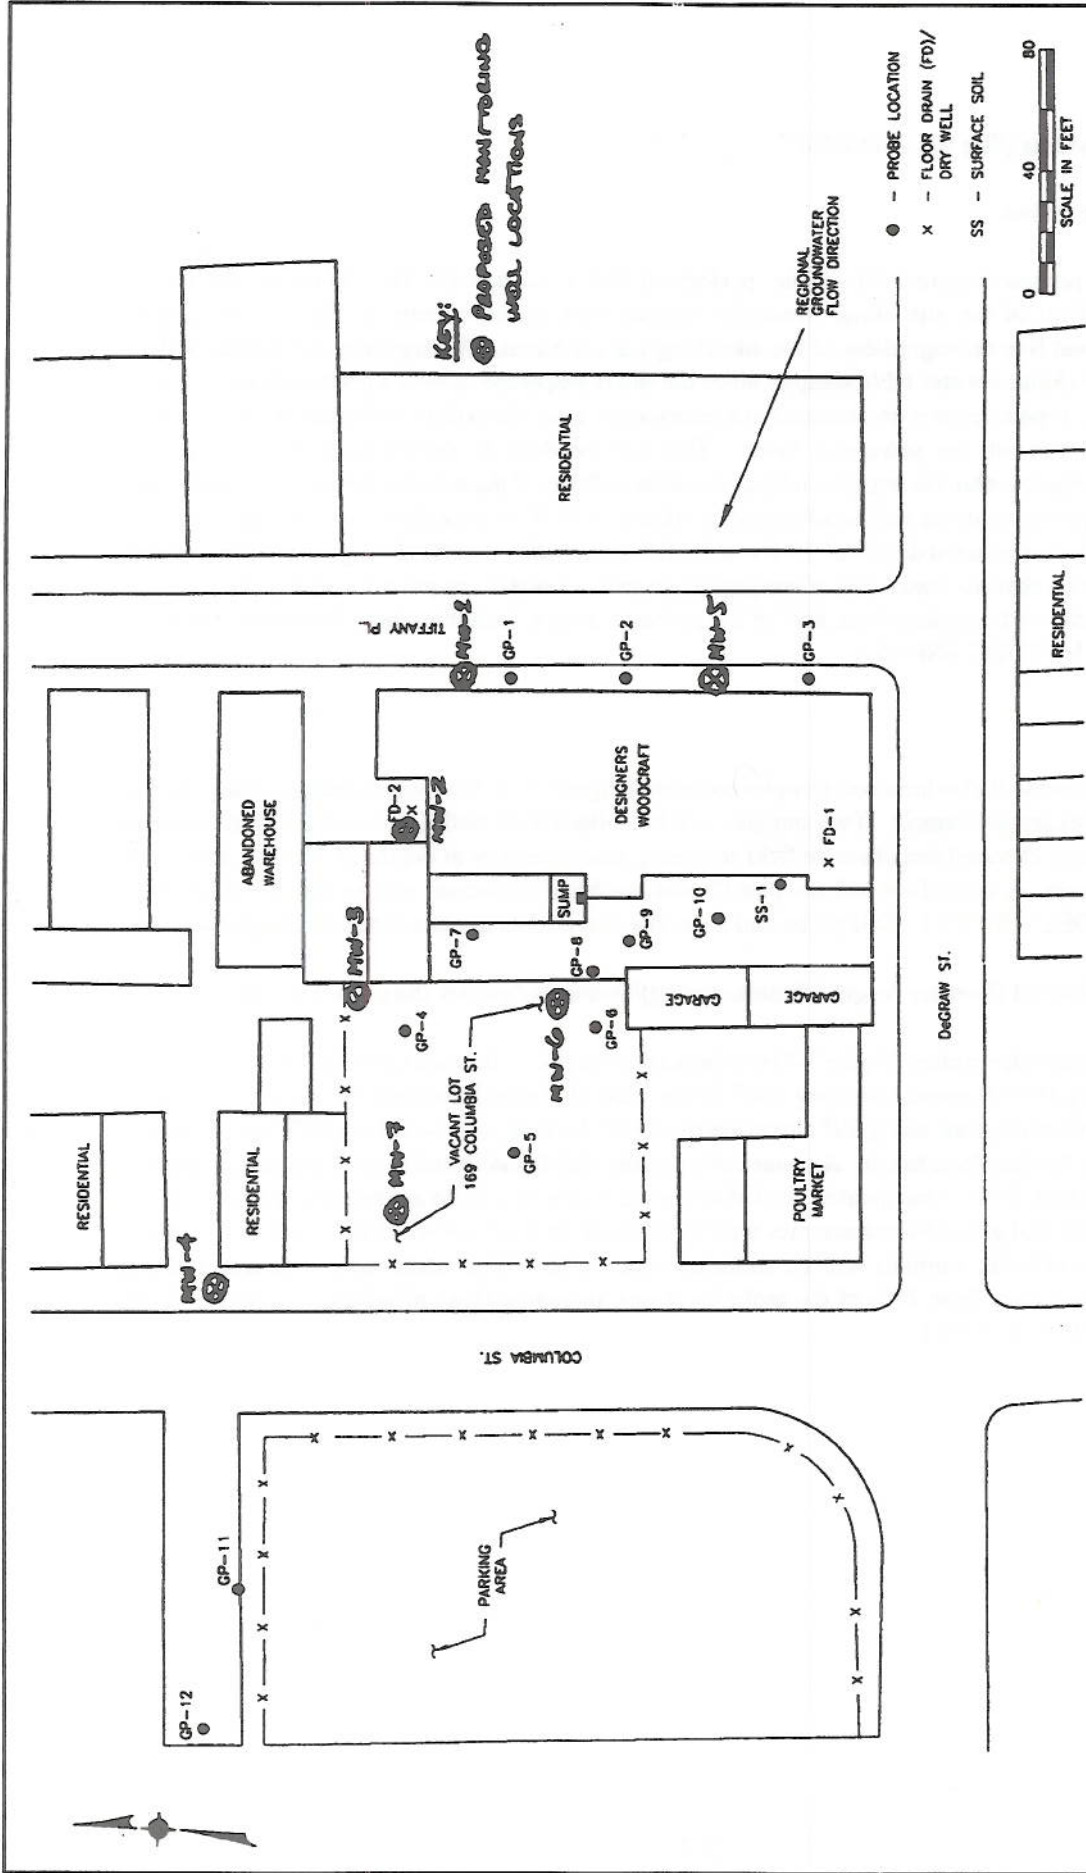 KEY:
PROPOSED MONITORING
WELL LOCATIONS
RESIDENTIAL
REGIONAL
GROUNDWATER
FLOW DIRECTION
- PROBE LOCATION
x - FLOOR DRAIN (FD)/
DRY WELL
SS - SURFACE SOIL
0 40 80
SCALE IN FEET
TIFFANY PL.
MW-1
GP-1
GP-2
MW-5
GP-3
ABANDONED
WAREHOUSE
FD-2
x
MW-2
DESIGNERS
WOODCRAFT
x FD-1
SUMP
SS-1
GP-10
GP-9
GP-8
GP-7
MW-3
GP-4
GP-6
MW-6
GARAGE
GARAGE
DeGRAW ST.
RESIDENTIAL
RESIDENTIAL
RESIDENTIAL
MW-7
VACANT LOT
169 COLUMBIA ST.
GP-5
POULTRY
MARKET
MW-4
COLUMBIA ST.
GP-11
GP-12
PARKING
AREA